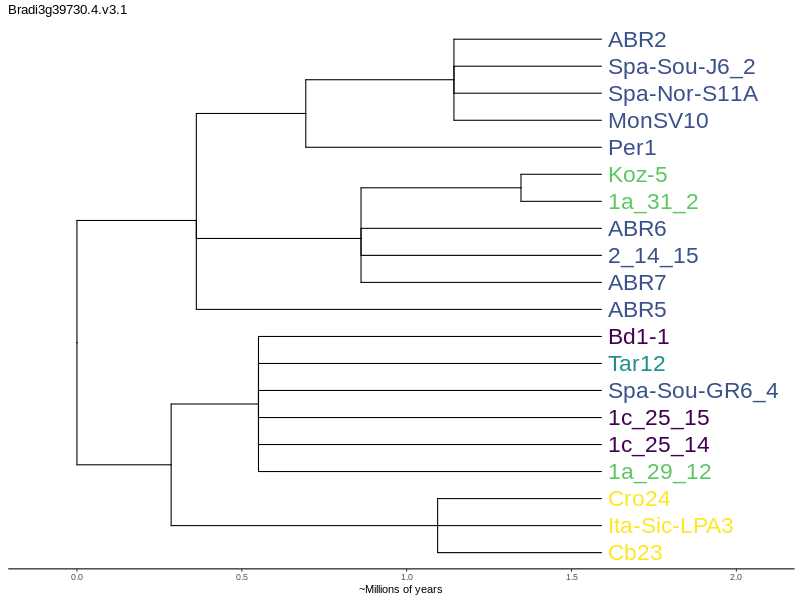 Bradi3g39730.4.v3.1
ABR2
Spa-Sou-J6_2
Spa-Nor-S11A
MonSV10
Per1
Koz-5
1a_31_2
ABR6
2_14_15
ABR7
ABR5
Bd1-1
Tar12
Spa-Sou-GR6_4
1c_25_15
1c_25_14
1a_29_12
Cro24
Ita-Sic-LPA3
Cb23
0.0 0.5 1.0 1.5 2.0
~Millions of years